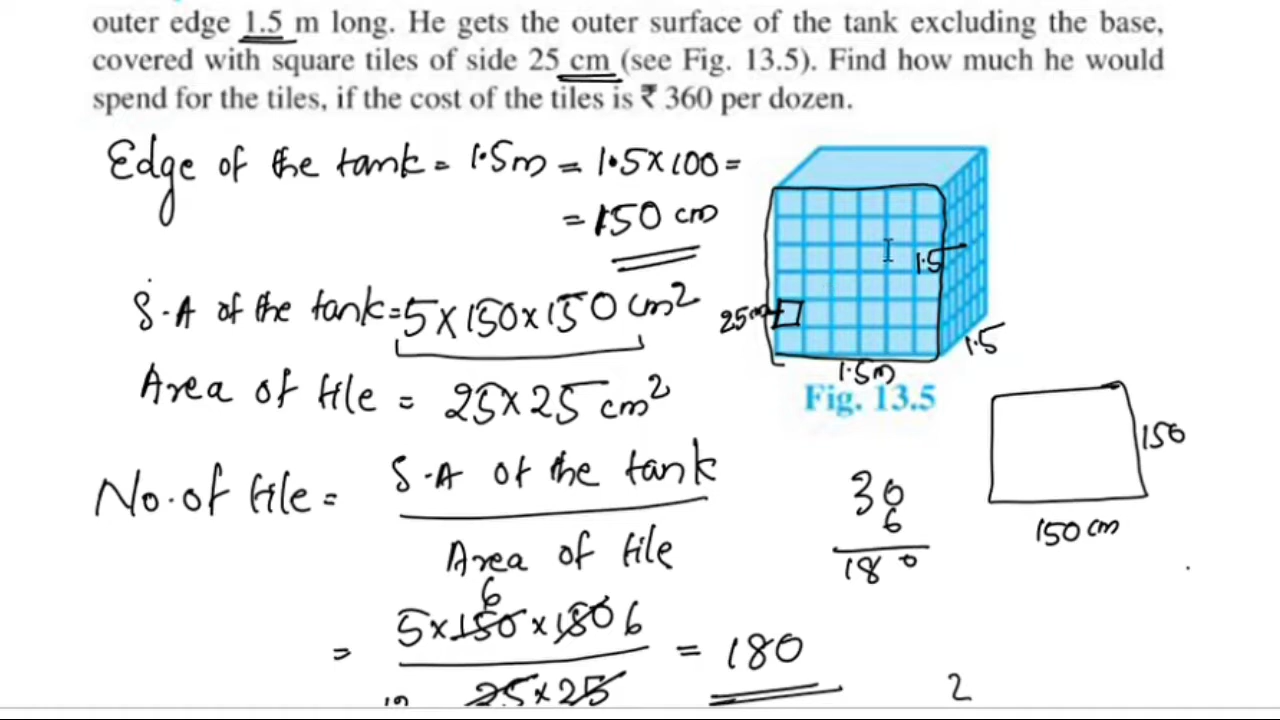 outer edge 1.5 m long. He gets the outer surface of the tank excluding the base,
covered with square tiles of side 25 cm (see Fig. 13.5). Find how much he would
spend for the tiles, if the cost of the tiles is ₹ 360 per dozen.
Edge of the tank = 1.5m = 1.5×100 =
= 150 cm
1.5
S.A of the tank = 5×150×150 cm²
25cm
1.5
1.5m
Area of tile = 25×25 cm²
Fig. 13.5
150
No. of tile = S.A of the tank
Area of tile
30
6
180
150 cm
6
= 5×150×150 6 = 180
25×25
2